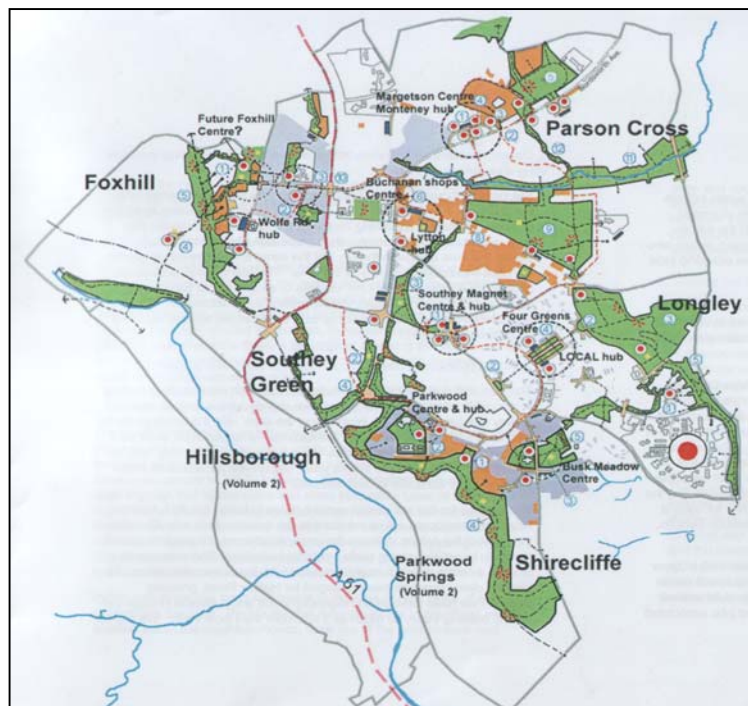 Margetson Centre
Monteney hub
Parson Cross
Future Foxhill
Centre?
Foxhill
Buchanan shops
Centre
Wolfe Rd.
hub
Lytton
hub
Southey Magnet
Centre & hub
Four Greens
Centre
Longley
LOCAL hub
Southey
Green
Parkwood
Centre & hub
Hillsborough
(Volume 2)
Busk Meadow
Centre
Parkwood
Springs
(Volume 2)
Shirecliffe
A 61